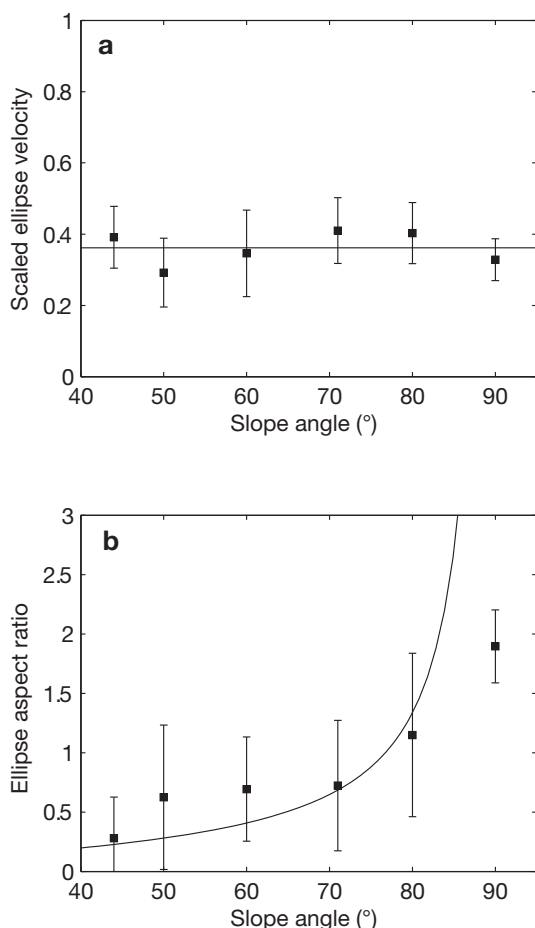 a
1
0.8
0.6
0.4
0.2
0
Scaled ellipse velocity
40 50 60 70 80 90
Slope angle (°)
b
3
2.5
2
1.5
1
0.5
0
Ellipse aspect ratio
40 50 60 70 80 90
Slope angle (°)